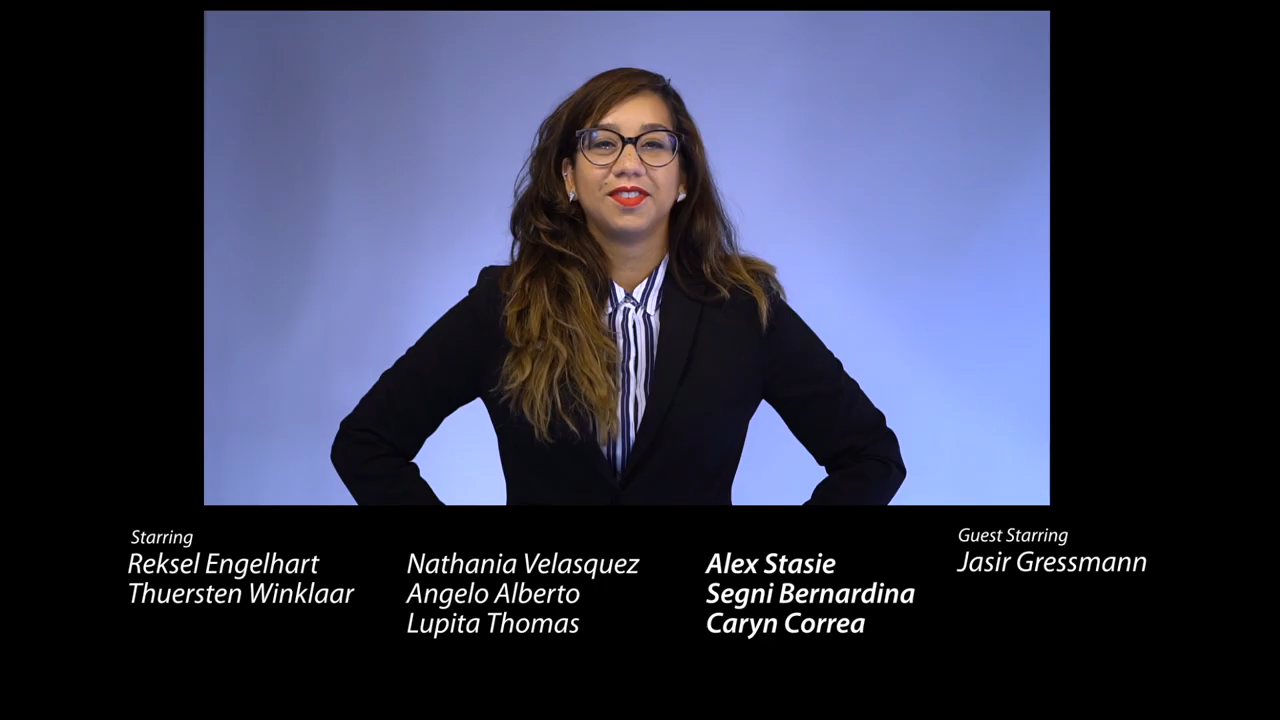 Starring
Reksel Engelhart
Thuersten Winklaar
Nathania Velasquez
Angelo Alberto
Lupita Thomas
Alex Stasie
Segni Bernardina
Caryn Correa
Guest Starring
Jasir Gressmann